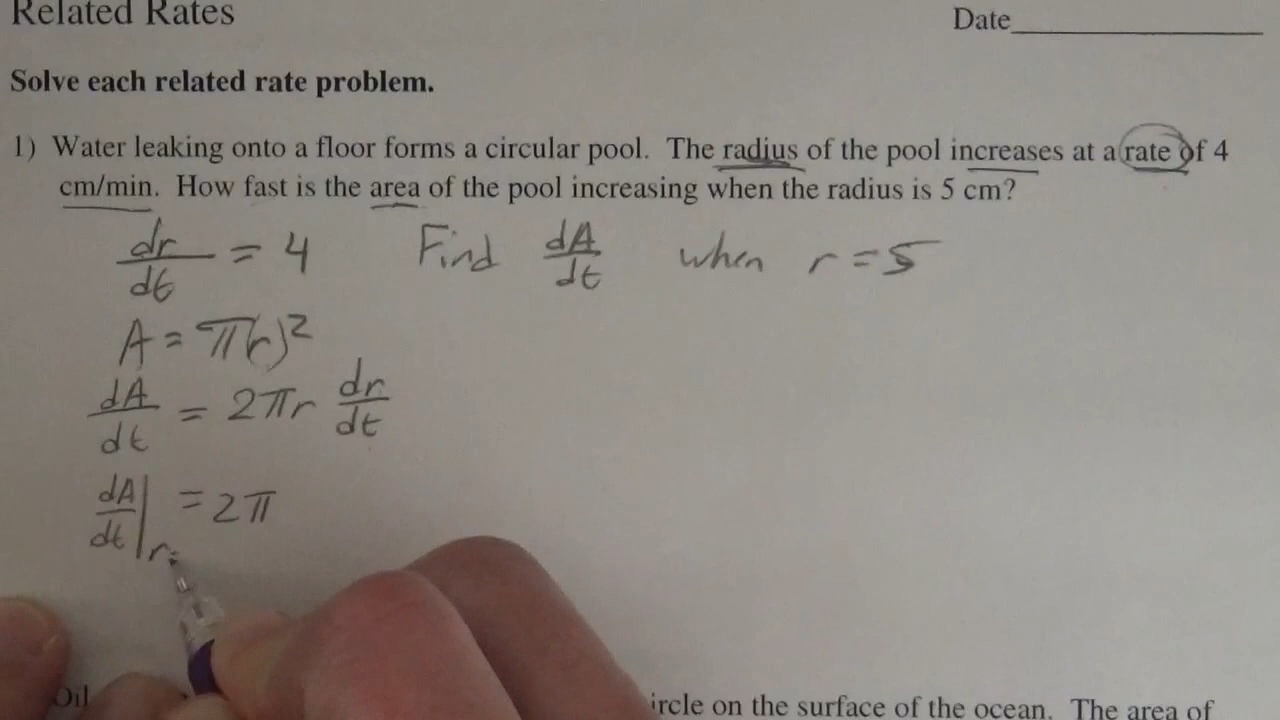 Related Rates Date
Solve each related rate problem.
1) Water leaking onto a floor forms a circular pool. The radius of the pool increases at a rate of 4
cm/min. How fast is the area of the pool increasing when the radius is 5 cm?
dr/dt = 4 Find dA/dt when r = 5
A = π(r)²
dA/dt = 2πr dr/dt
dA/dt | r= = 2π
Oil
ircle on the surface of the ocean. The area of